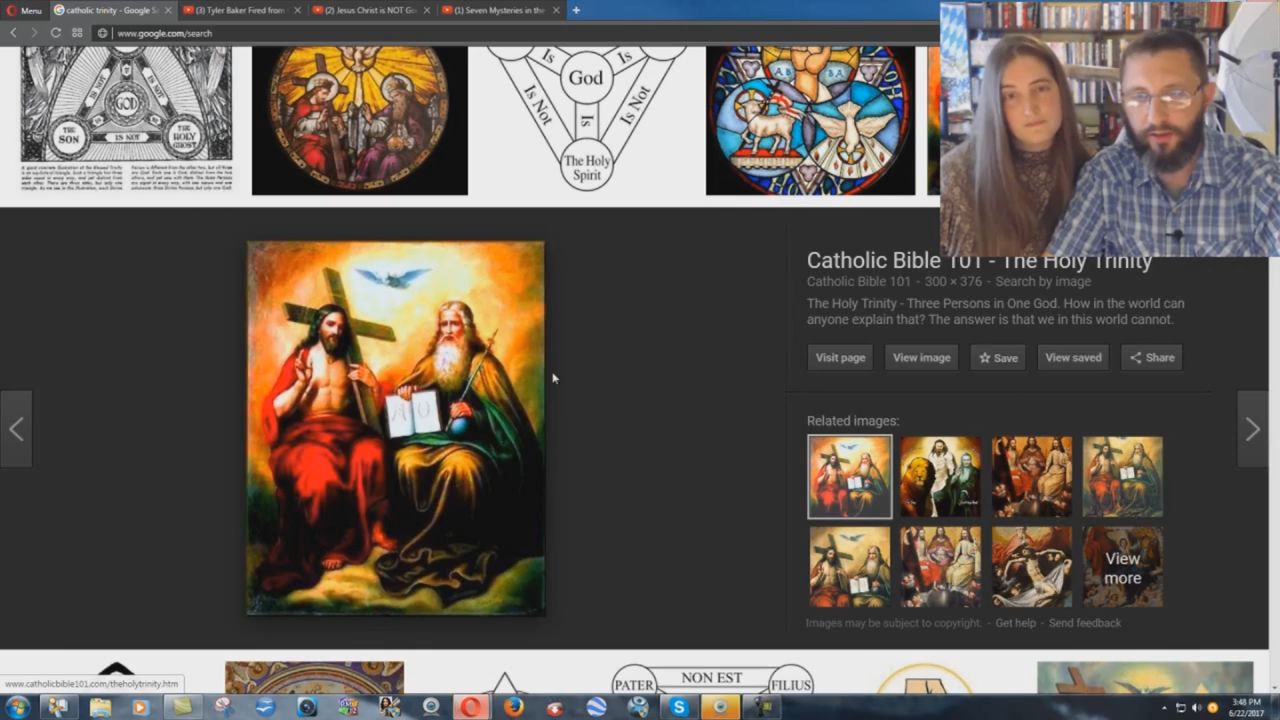 Menu
catholic trinity - Google S
(3) Tyler Baker Fired from
(2) Jesus Christ is NOT Go
(1) Seven Mysteries in the
www.google.com/search
GOD
THE SON
IS NOT
THE HOLY GHOST
Is
God
Is
Is Not
Is
Is Not
The Holy Spirit
AB
BA
A O
Catholic Bible 101 - The Holy Trinity
Catholic Bible 101 - 300 × 376 - Search by image
The Holy Trinity - Three Persons in One God. How in the world can
anyone explain that? The answer is that we in this world cannot.
Visit page
View image
Save
View saved
Share
Related images:
View more
Images may be subject to copyright. - Get help - Send feedback
PATER
NON EST
FILIUS
www.catholicbible101.com/theholytrinity.htm
3:48 PM
6/22/2017